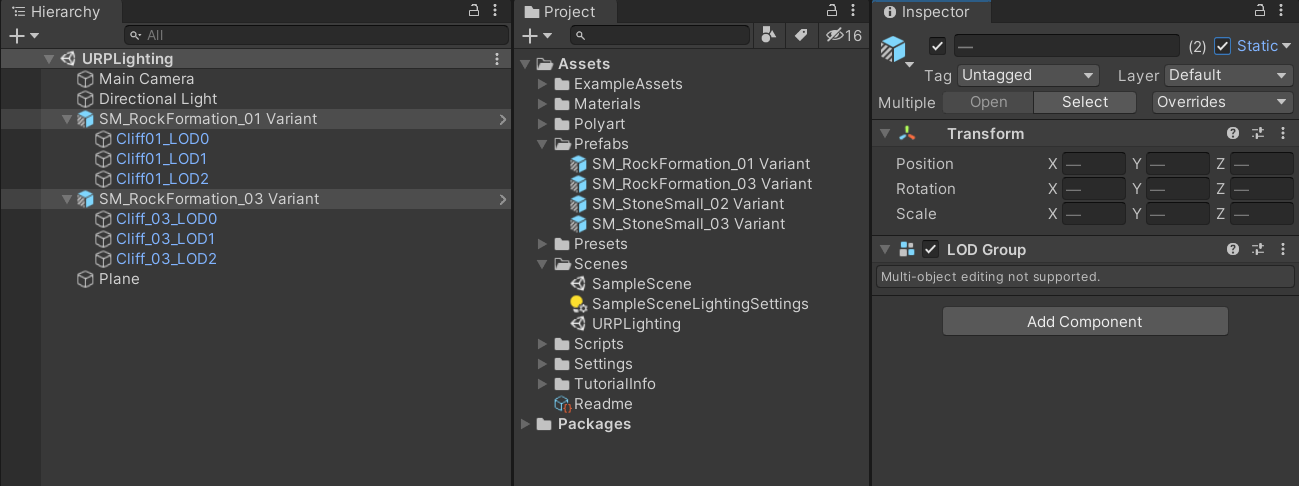 Hierarchy
All
URPLighting
Main Camera
Directional Light
SM_RockFormation_01 Variant
Cliff01_LOD0
Cliff01_LOD1
Cliff01_LOD2
SM_RockFormation_03 Variant
Cliff_03_LOD0
Cliff_03_LOD1
Cliff_03_LOD2
Plane
Project
16
Assets
ExampleAssets
Materials
Polyart
Prefabs
SM_RockFormation_01 Variant
SM_RockFormation_03 Variant
SM_StoneSmall_02 Variant
SM_StoneSmall_03 Variant
Presets
Scenes
SampleScene
SampleSceneLightingSettings
URPLighting
Scripts
Settings
TutorialInfo
Readme
Packages
Inspector
— (2) Static
Tag Untagged Layer Default
Multiple Open Select Overrides
Transform
Position X — Y — Z —
Rotation X — Y — Z —
Scale X — Y — Z —
LOD Group
Multi-object editing not supported.
Add Component